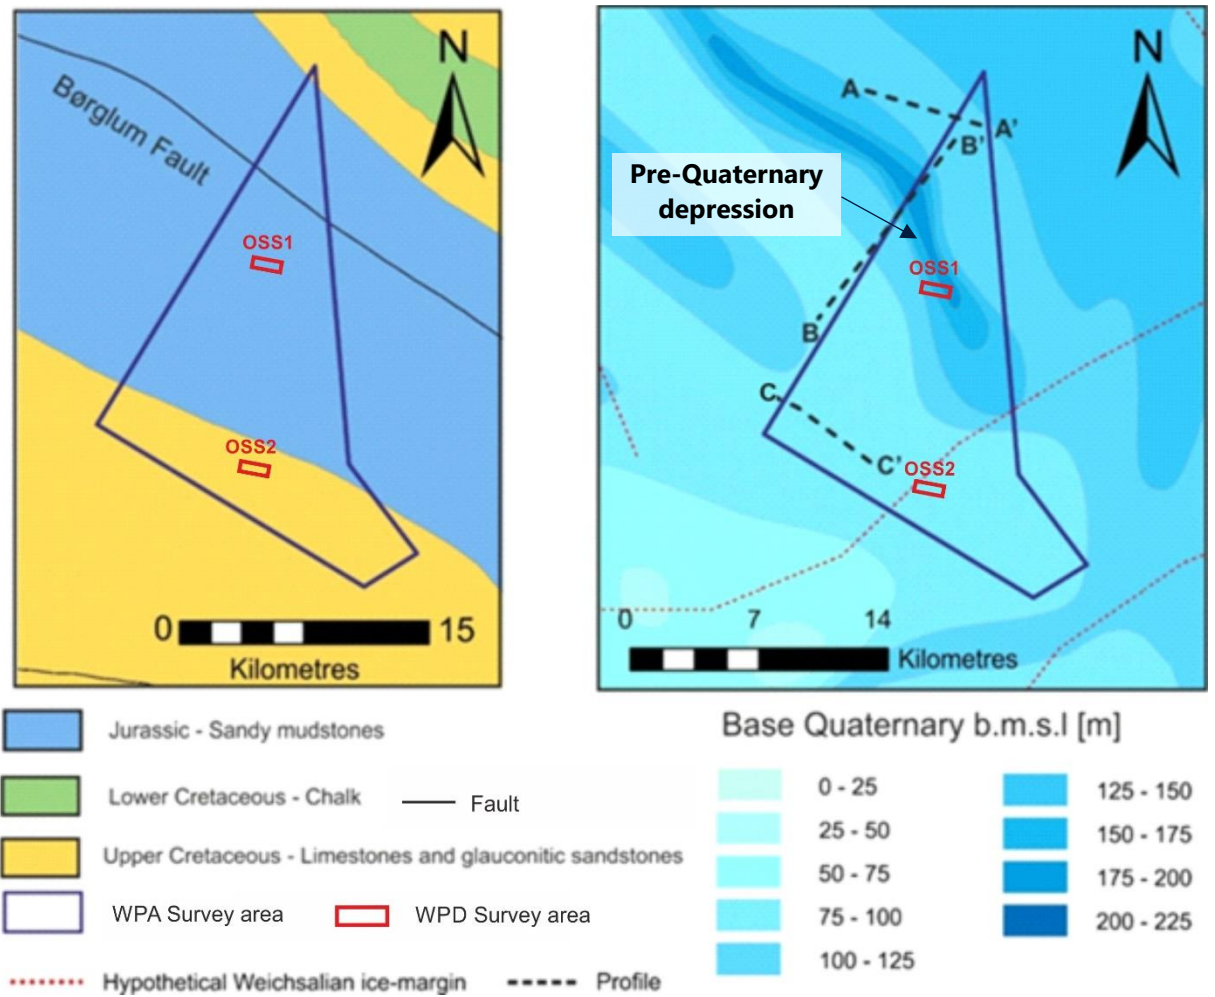 N
Børglum Fault
OSS1
OSS2
0 15
Kilometres
N
A
A'
B'
Pre-Quaternary
depression
OSS1
B
C
C'
OSS2
0 7 14
Kilometres
Jurassic - Sandy mudstones
Lower Cretaceous - Chalk
Fault
Upper Cretaceous - Limestones and glauconitic sandstones
WPA Survey area
WPD Survey area
Hypothetical Weichsalian ice-margin
Profile
Base Quaternary b.m.s.l [m]
0 - 25
25 - 50
50 - 75
75 - 100
100 - 125
125 - 150
150 - 175
175 - 200
200 - 225